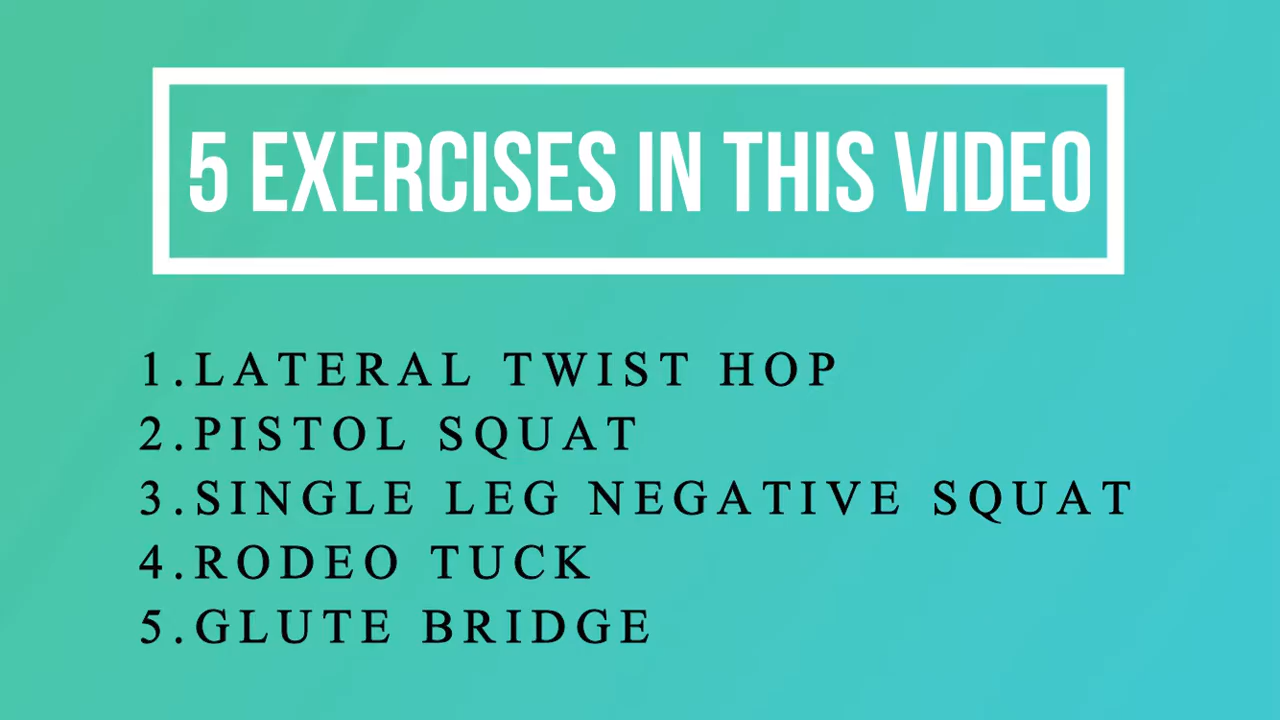 5 EXERCISES IN THIS VIDEO
1.LATERAL TWIST HOP
2.PISTOL SQUAT
3.SINGLE LEG NEGATIVE SQUAT
4.RODEO TUCK
5.GLUTE BRIDGE